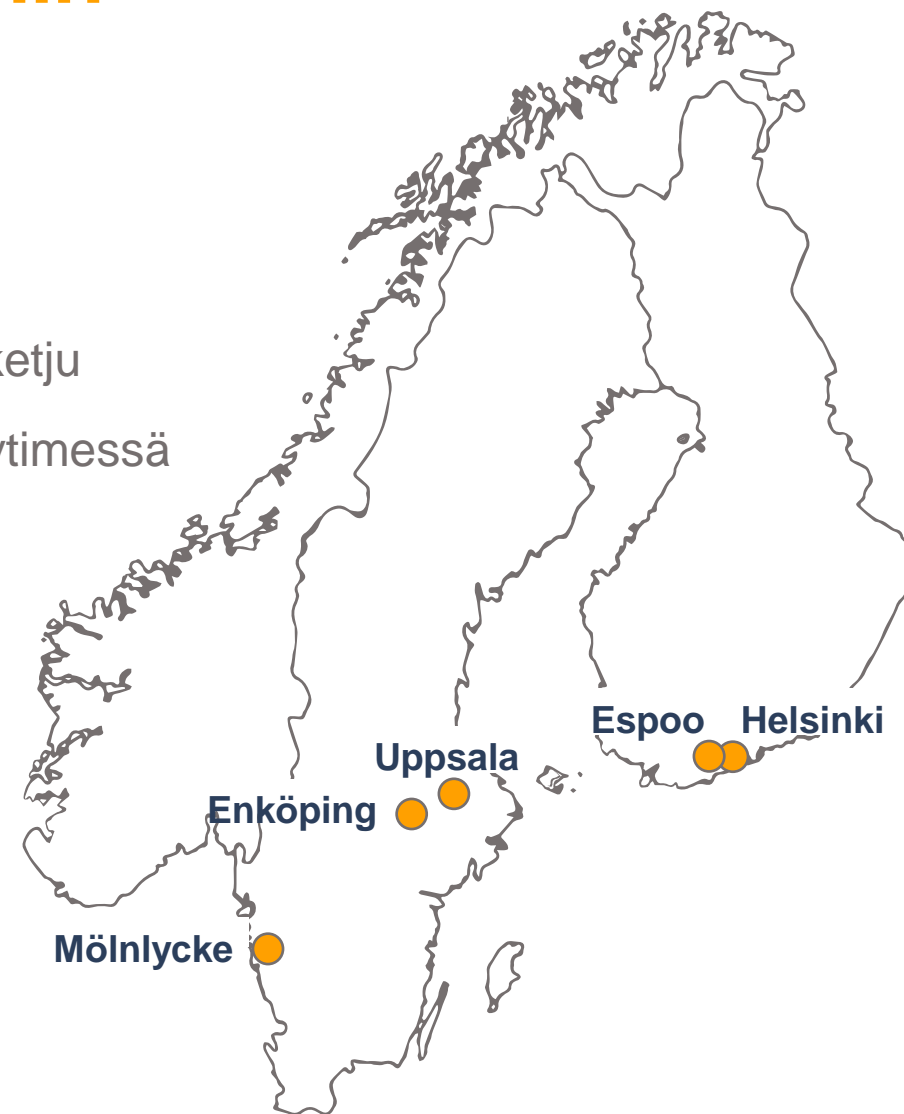 ketju
ytimessä
Espoo Helsinki
Uppsala
Enköping
Mölnlycke